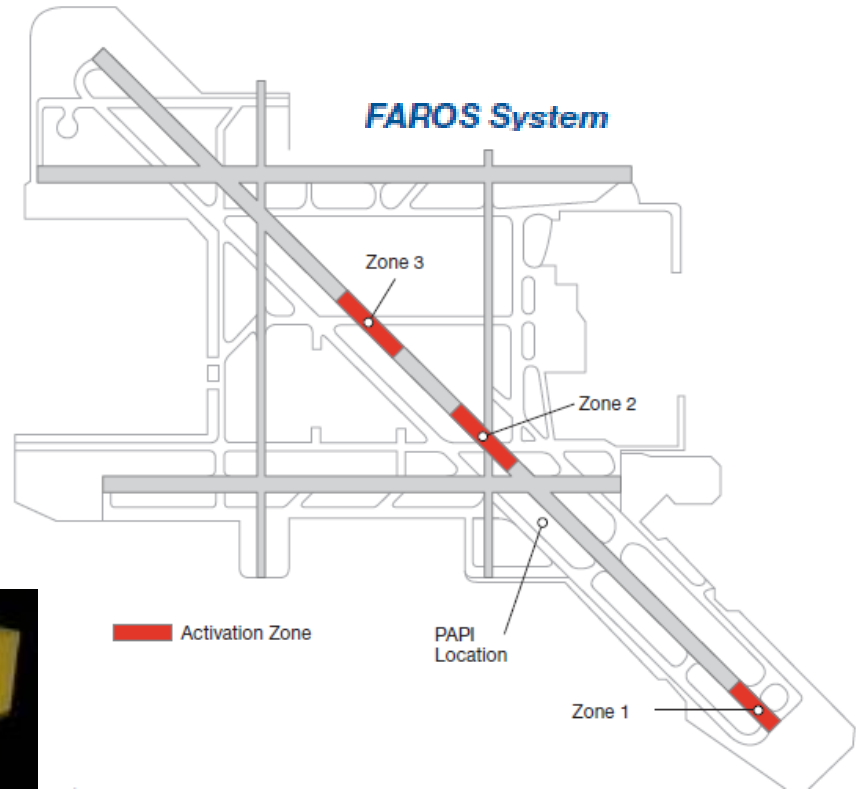 FAROS System
Zone 3
Zone 2
Activation Zone
PAPI
Location
Zone 1